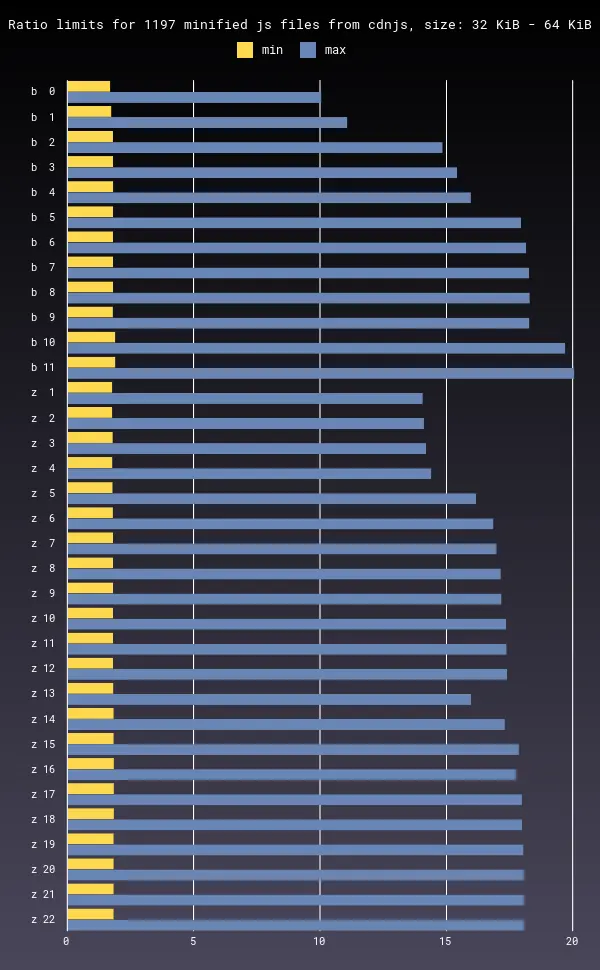 Ratio limits for 1197 minified js files from cdnjs, size: 32 KiB - 64 KiB
min max
b 0
b 1
b 2
b 3
b 4
b 5
b 6
b 7
b 8
b 9
b 10
b 11
z 1
z 2
z 3
z 4
z 5
z 6
z 7
z 8
z 9
z 10
z 11
z 12
z 13
z 14
z 15
z 16
z 17
z 18
z 19
z 20
z 21
z 22
0 5 10 15 20